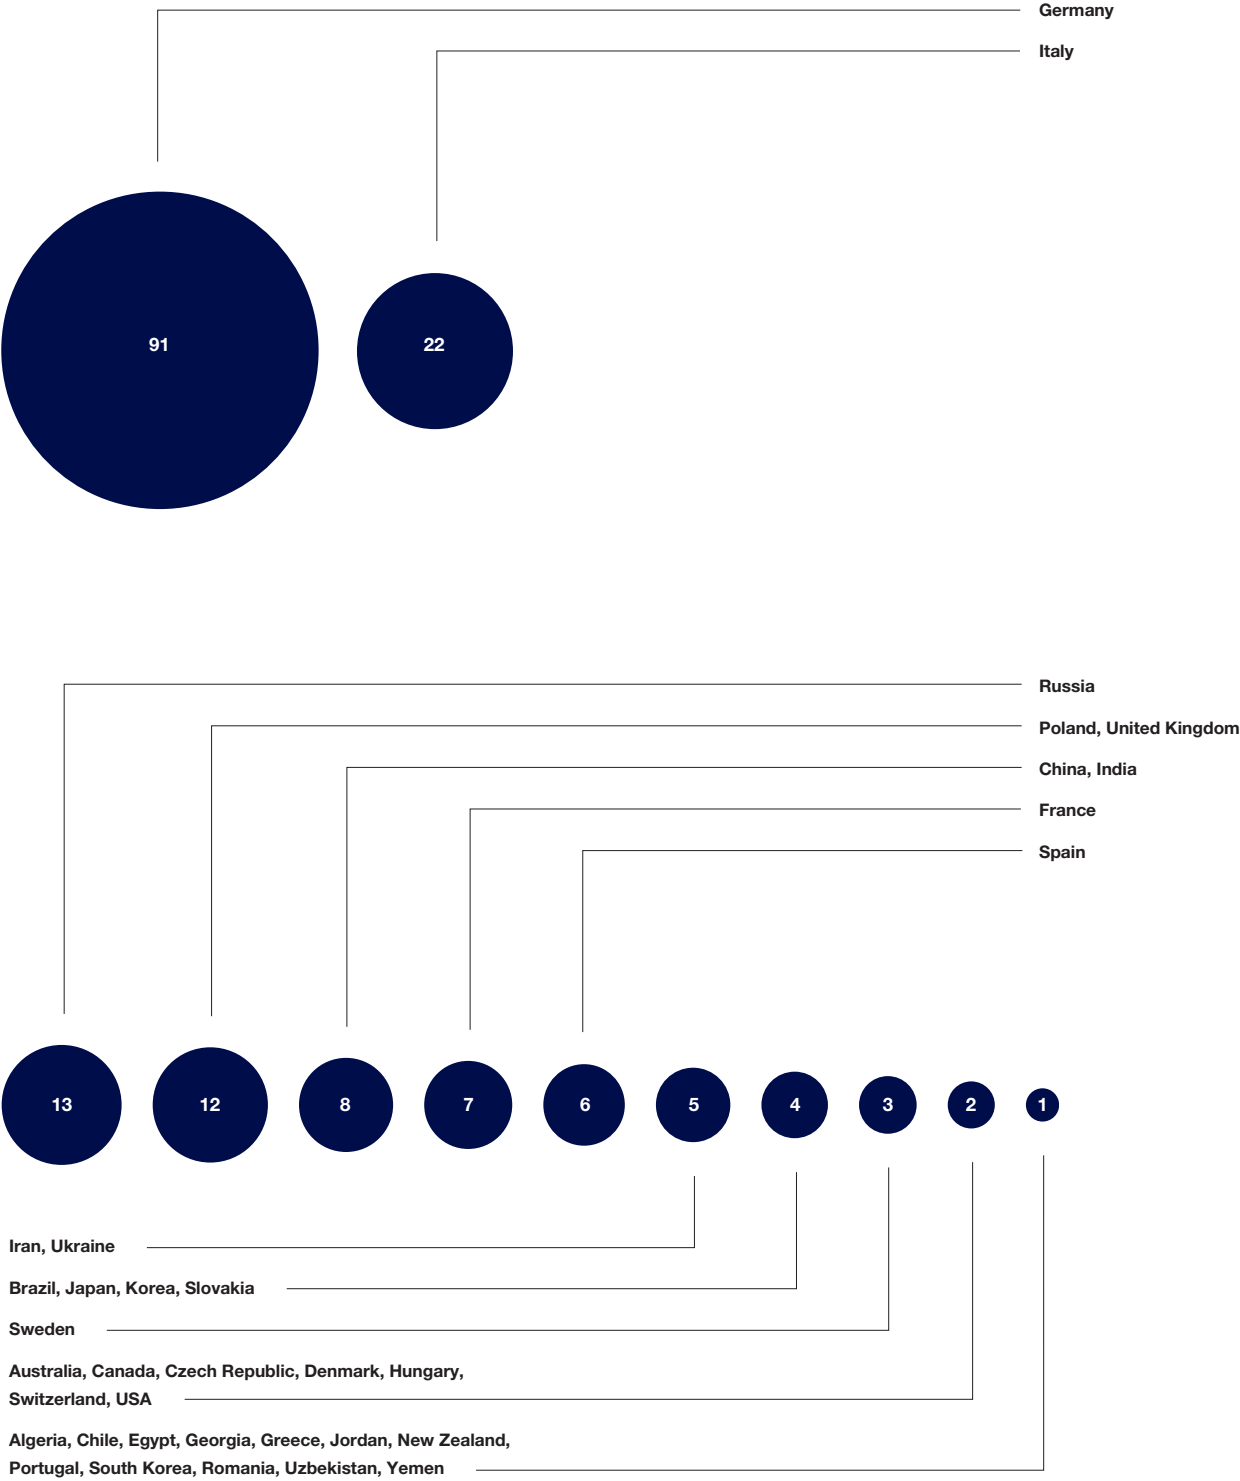 Germany
Italy
91
22
Russia
Poland, United Kingdom
China, India
France
Spain
13
12
8
7
6
5
4
3
2
1
Iran, Ukraine
Brazil, Japan, Korea, Slovakia
Sweden
Australia, Canada, Czech Republic, Denmark, Hungary,
Switzerland, USA
Algeria, Chile, Egypt, Georgia, Greece, Jordan, New Zealand,
Portugal, South Korea, Romania, Uzbekistan, Yemen